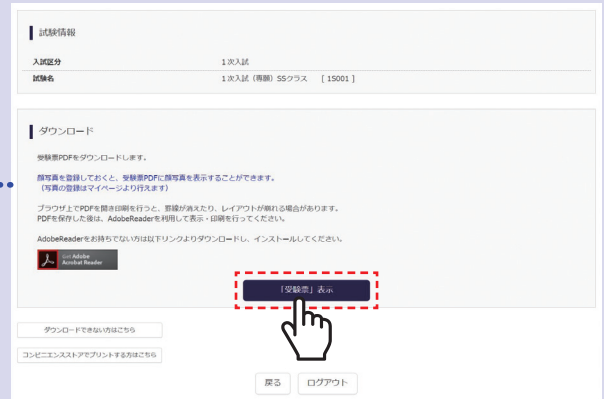 試験情報
入試区分 1次入試
試験名 1次入試（専願）SSクラス ［ 1S001 ］
ダウンロード
受験票PDFをダウンロードします。
顔写真を登録しておくと、受験票PDFに顔写真を表示することができます。
（写真の登録はマイページより行えます）
ブラウザ上でPDFを開き印刷を行うと、罫線が消えたり、レイアウトが崩れる場合があります。
PDFを保存した後は、AdobeReaderを利用して表示・印刷を行ってください。
AdobeReaderをお持ちでない方は以下リンクよりダウンロードし、インストールしてください。
Get Adobe
Acrobat Reader
「受験票」表示
ダウンロードできない方はこちら
コンビニエンスストアでプリントする方はこちら
戻る ログアウト